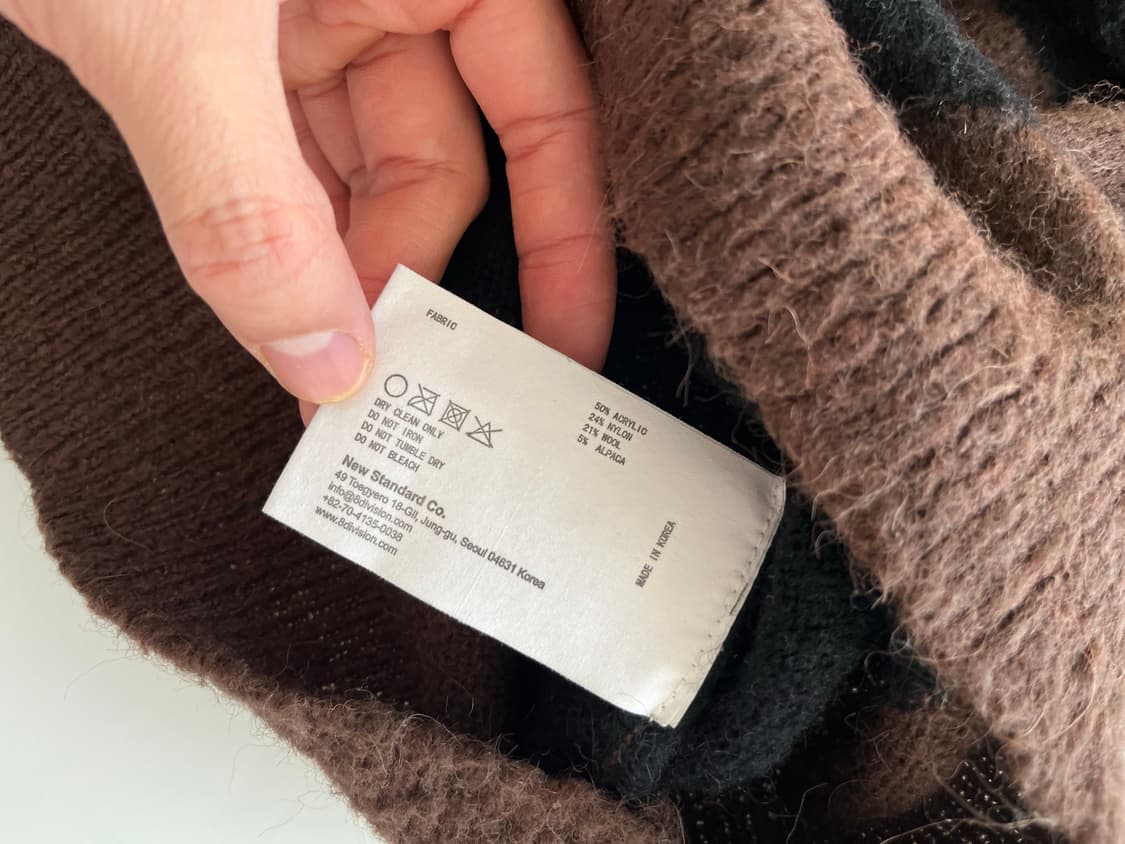 FABRIC
DRY CLEAN ONLY
DO NOT IRON
DO NOT TUMBLE DRY
DO NOT BLEACH
New Standard Co.
49 Toegyero 18-Gil, Jung-gu, Seoul 04631 Korea
info@8division.com
+82-70-4135-0038
www.8division.com
50% ACRYLIC
24% NYLON
21% WOOL
5% ALPACA
MADE IN KOREA